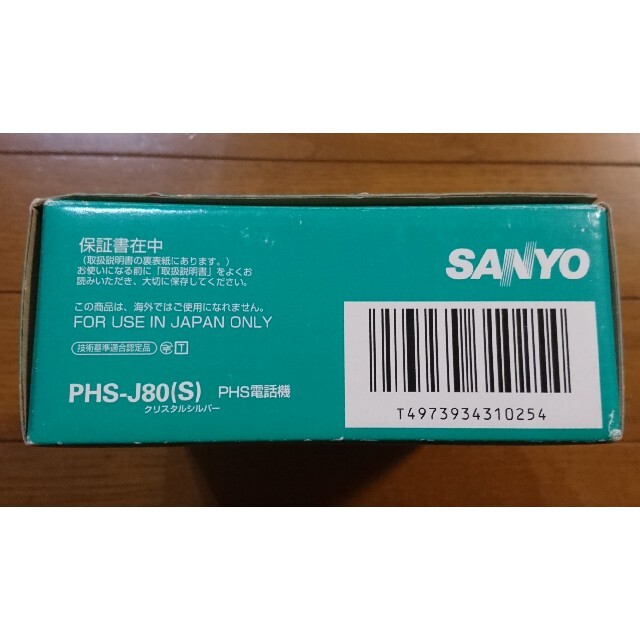 保証書在中
(取扱説明書の裏表紙にあります。)
お使いになる前に「取扱説明書」をよくお
読みいただき、大切に保存してください。
この商品は、海外ではご使用になれません。
FOR USE IN JAPAN ONLY
技術基準適合認定品 T
PHS-J80(S) PHS電話機
クリスタルシルバー
SANYO
T4973934310254